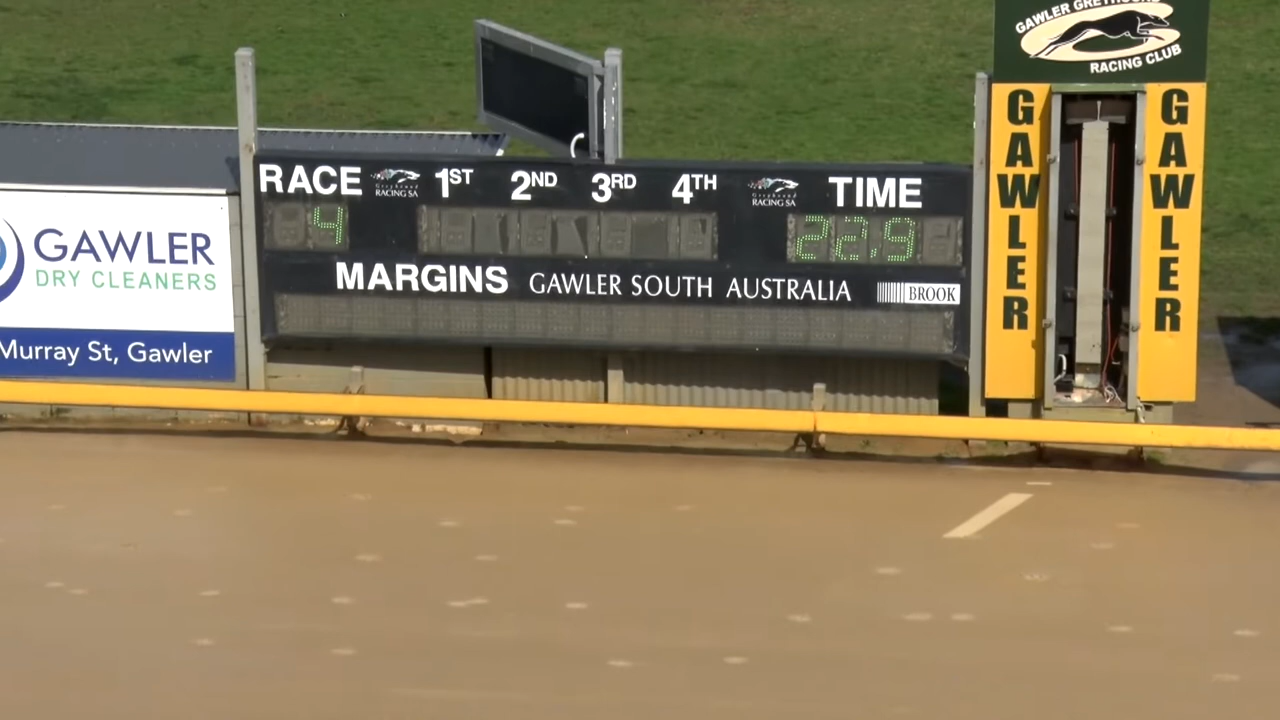 GAWLER GREYHOUND
RACING CLUB
RACE
Greyhound
RACING SA
1ST
2ND
3RD
4TH
Greyhound
RACING SA
TIME
4
22.9
MARGINS
GAWLER SOUTH AUSTRALIA
BROOK
GAWLER
GAWLER
GAWLER
DRY CLEANERS
Murray St, Gawler